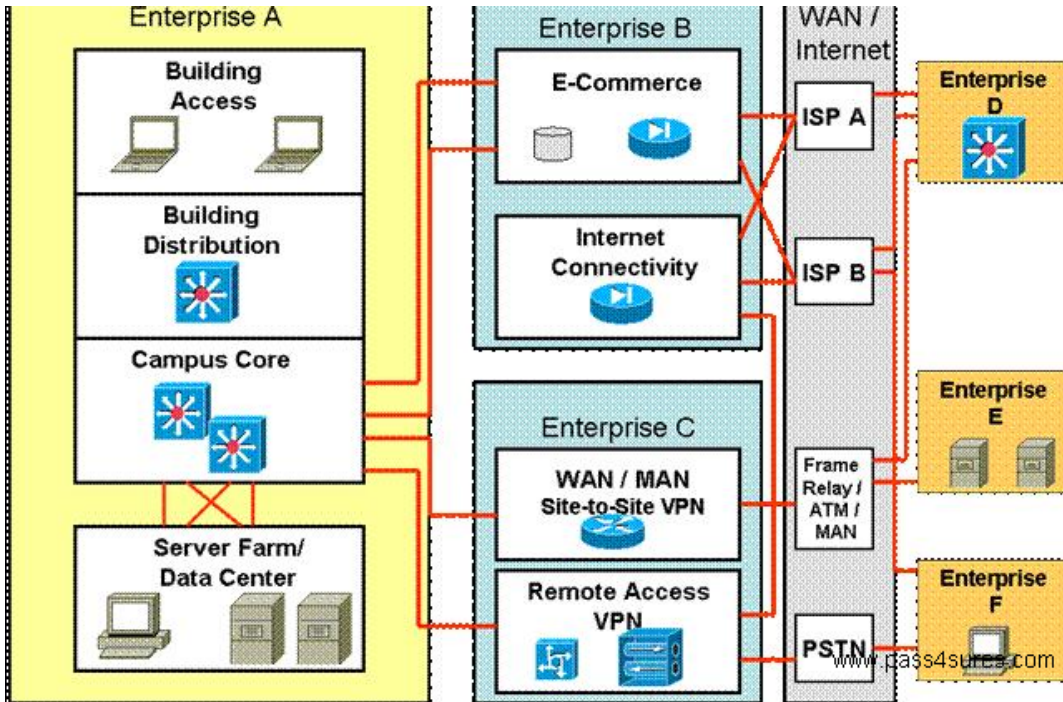 Enterprise A
Building
Access
Building
Distribution
Campus Core
Server Farm/
Data Center
Enterprise B
E-Commerce
Internet
Connectivity
Enterprise C
WAN / MAN
Site-to-Site VPN
Remote Access
VPN
WAN /
Internet
ISP A
ISP B
Frame
Relay /
ATM /
MAN
PSTN
Enterprise
D
Enterprise
E
Enterprise
F
www.pass4sures.com